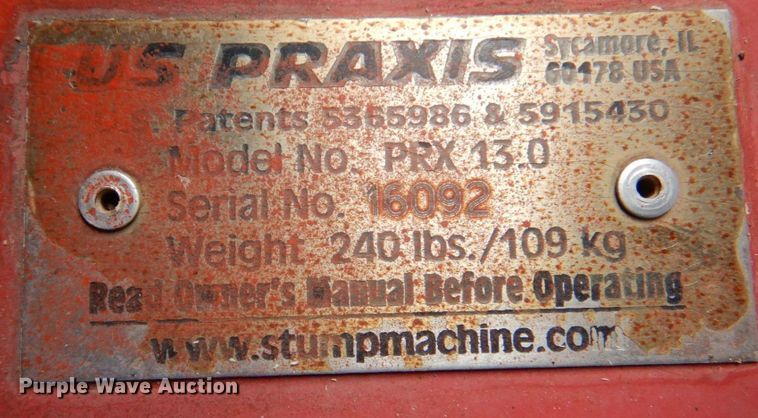 US PRAXIS
Sycamore, IL
60178 USA
S. Patents 5365986 & 5915430
Model No. PRX 13.0
Serial No. 16092
Weight 240 lbs./109 kg
Read Owner's Manual Before Operating
www.stumpmachine.com
Purple Wave Auction